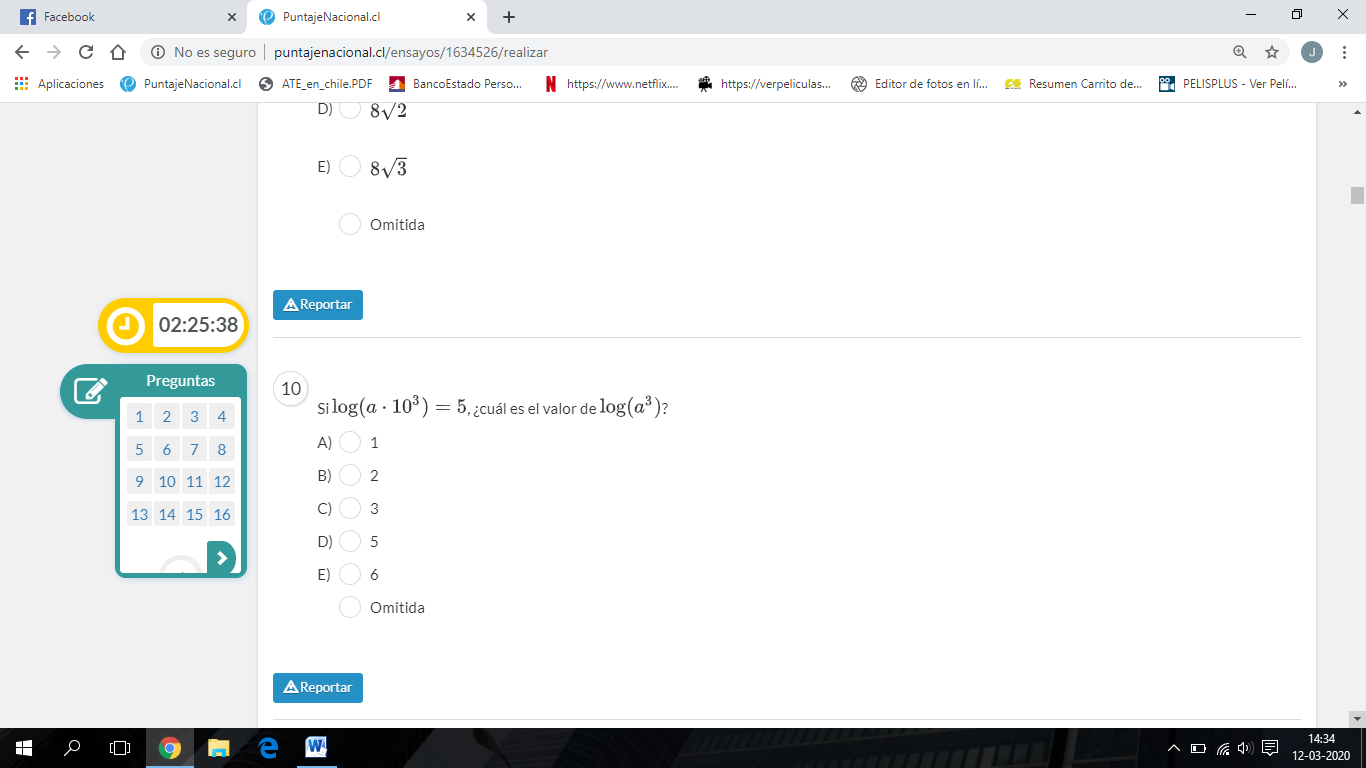 Facebook
PuntajeNacional.cl
No es seguro | puntajenacional.cl/ensayos/1634526/realizar
J
Aplicaciones PuntajeNacional.cl ATE_en_chile.PDF BancoEstado Perso... https://www.netflix.... https://verpeliculas... Editor de fotos en lí... Resumen Carrito de... PELISPLUS - Ver Pelí... »
D) 8√2
E) 8√3
Omitida
Reportar
02:25:38
Preguntas
1 2 3 4
5 6 7 8
9 10 11 12
13 14 15 16
10
Si log(a · 10³) = 5, ¿cuál es el valor de log(a³)?
A) 1
B) 2
C) 3
D) 5
E) 6
Omitida
Reportar
14:34
12-03-2020